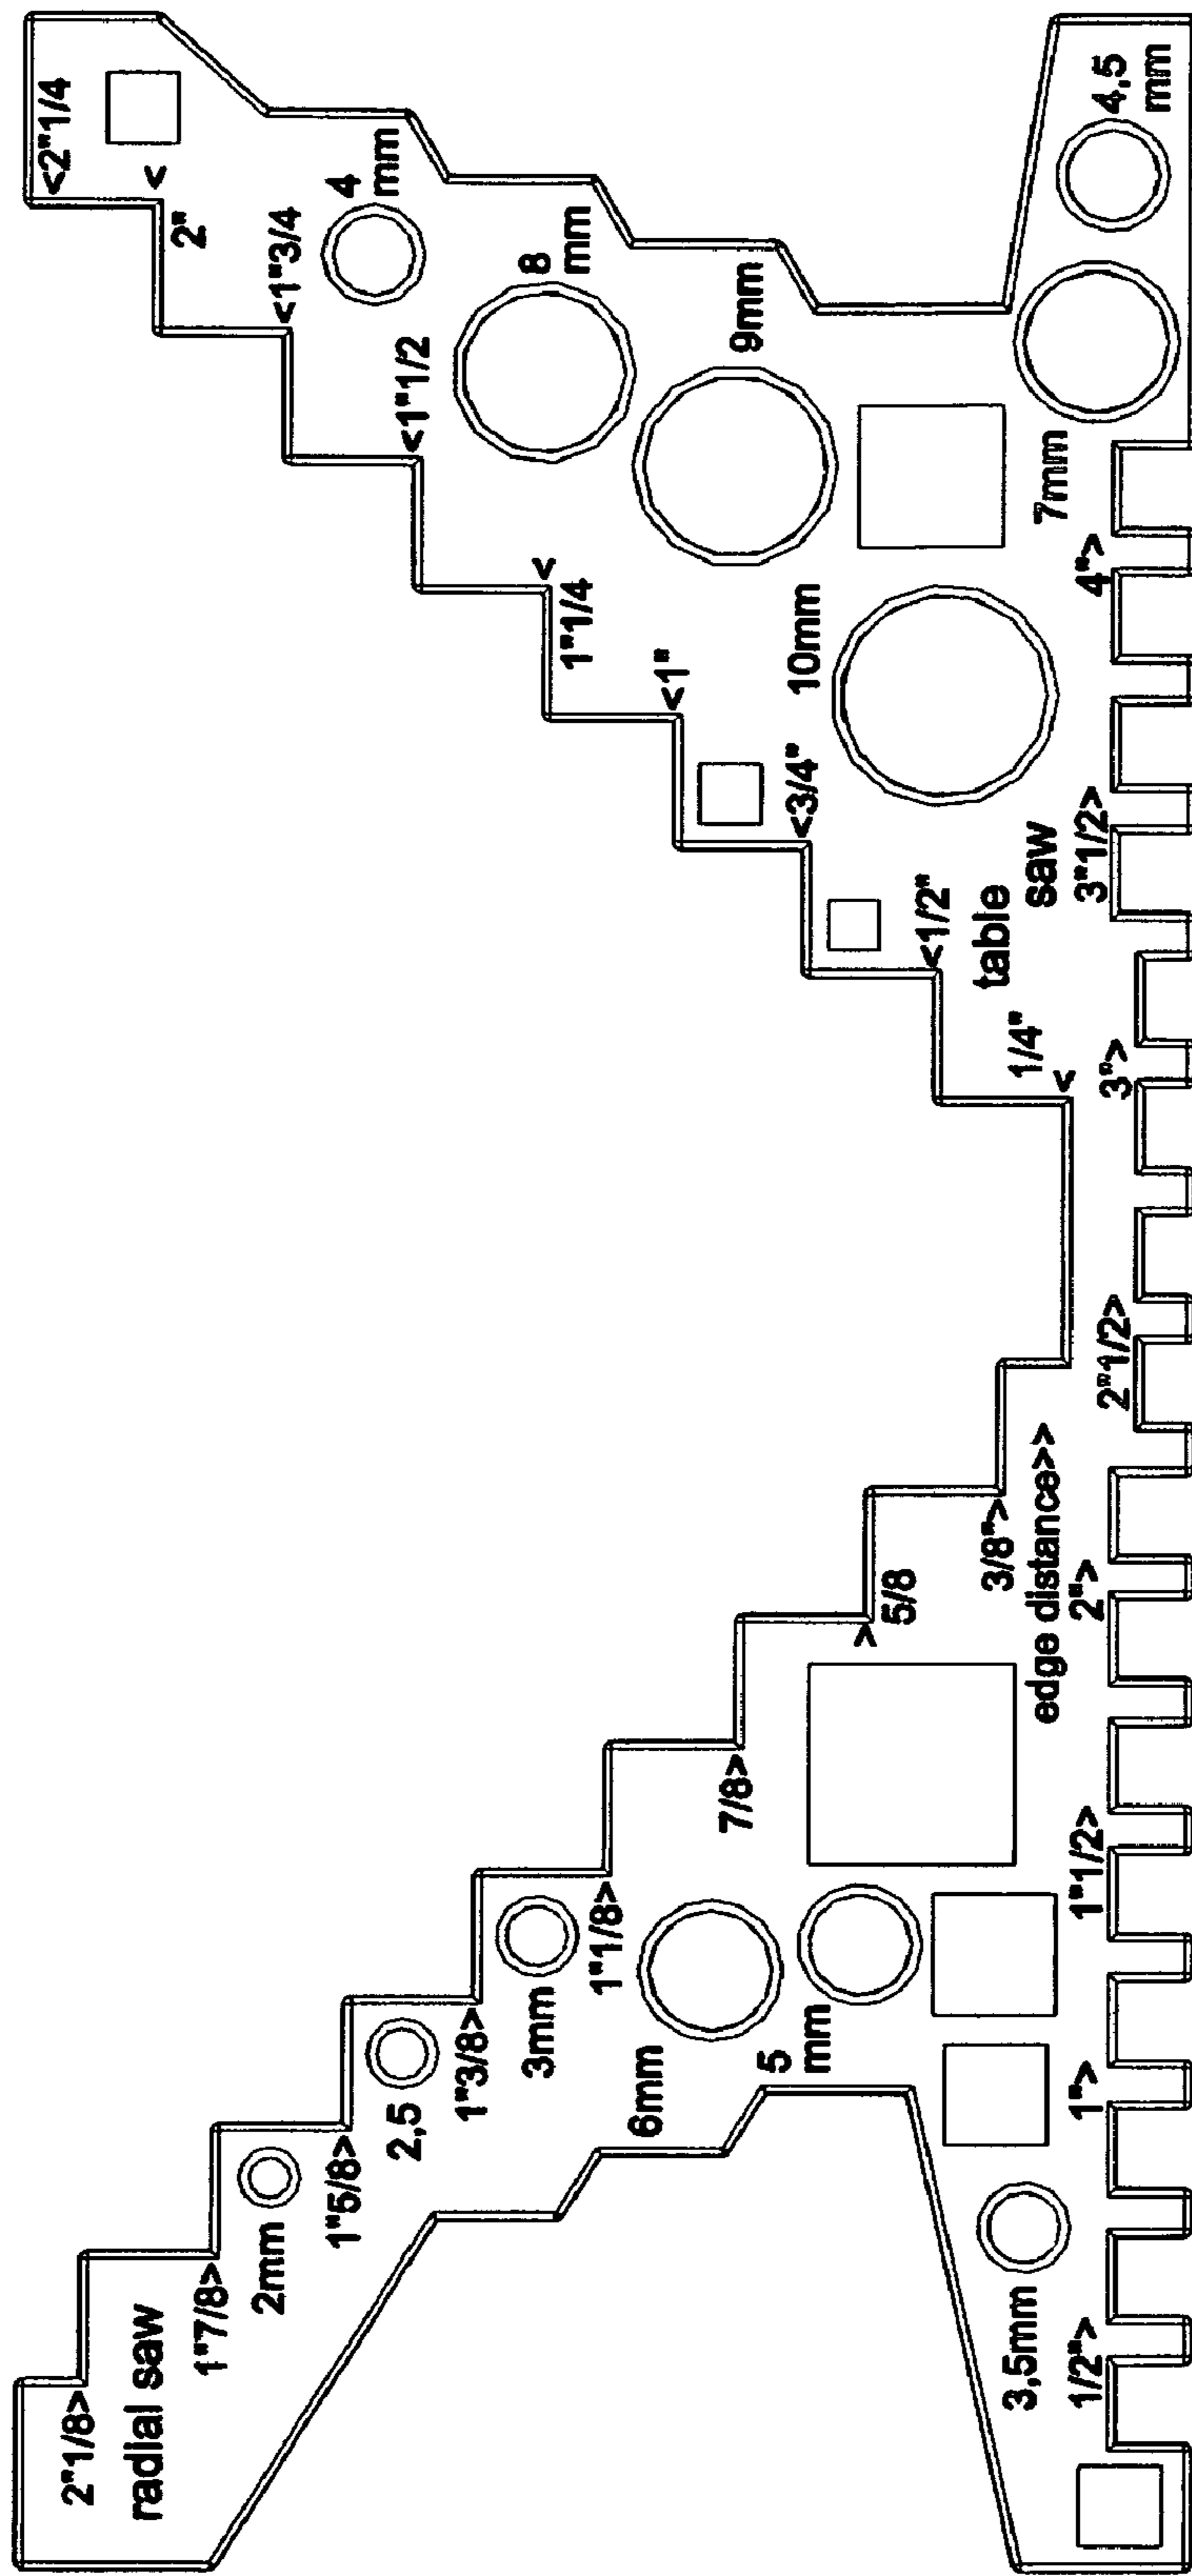 2"1/8>
radial saw
1"7/8>
2mm
1"5/8>
2,5
1"3/8>
3mm
1"1/8>
6mm
5
mm
7/8>
5/8
<
3/8">
edge distance>>
3,5mm
1/2">
1">
1"1/2>
2">
2"1/2>
3">
3"1/2>
4">
<2"1/4
<
2"
<1"3/4
4
mm
<1"1/2
8
mm
<
1"1/4
9mm
<1"
10mm
<3/4"
<1/2"
table
saw
1/4"
<
7mm
4,5
mm